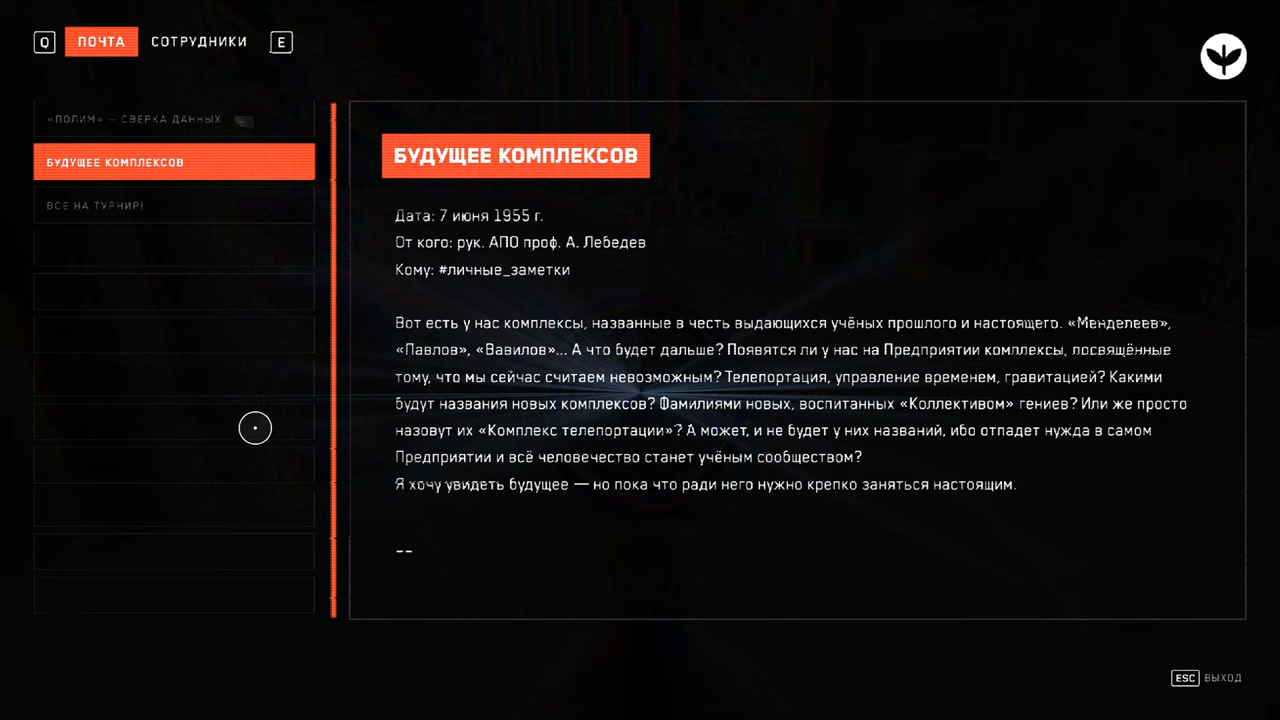 Q ПОЧТА СОТРУДНИКИ E
«ПОЛИМ» – СВЕРКА ДАННЫХ
БУДУЩЕЕ КОМПЛЕКСОВ
ВСЕ НА ТУРНИР!
БУДУЩЕЕ КОМПЛЕКСОВ
Дата: 7 июня 1955 г.
От кого: рук. АПО проф. А. Лебедев
Кому: #личные_заметки
Вот есть у нас комплексы, названные в честь выдающихся учёных прошлого и настоящего. «Менделеев»,
«Павлов», «Вавилов»... А что будет дальше? Появятся ли у нас на Предприятии комплексы, посвящённые
тому, что мы сейчас считаем невозможным? Телепортация, управление временем, гравитацией? Какими
будут названия новых комплексов? Фамилиями новых, воспитанных «Коллективом» гениев? Или же просто
назовут их «Комплекс телепортации»? А может, и не будет у них названий, ибо отпадет нужда в самом
Предприятии и всё человечество станет учёным сообществом?
Я хочу увидеть будущее — но пока что ради него нужно крепко заняться настоящим.
--
ESC ВЫХОД